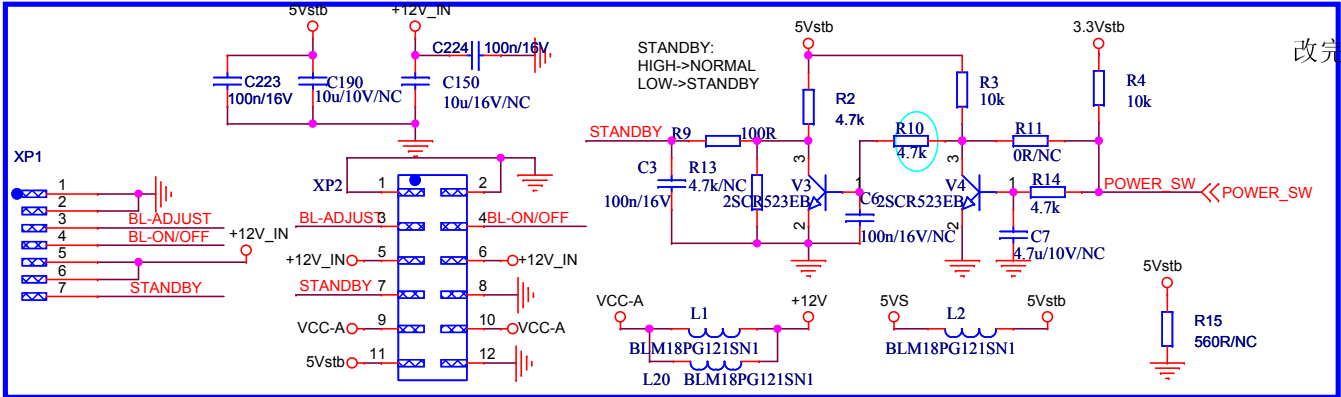 5Vstb
+12V_IN
C224
100n/16V
C223
100n/16V
C190
10u/10V/NC
C150
10u/16V/NC
STANDBY:
HIGH->NORMAL
LOW->STANDBY
5Vstb
3.3Vstb
改完
R2
4.7k
R3
10k
R4
10k
STANDBY
R9
100R
R10
4.7k
R11
0R/NC
C3
100n/16V
R13
4.7k/NC
3
V3
2SCR523EB
2
1
C6
100n/16V/NC
3
V4
2SCR523EB
2
1
R14
4.7k
C7
4.7u/10V/NC
POWER_SW
POWER_SW
XP1
1
2
3
BL-ADJUST
4
BL-ON/OFF
5
+12V_IN
6
7
STANDBY
XP2
1
2
BL-ADJUST
3
4
BL-ON/OFF
+12V_IN
5
6
+12V_IN
STANDBY
7
8
VCC-A
9
10
VCC-A
5Vstb
11
12
VCC-A
+12V
L1
BLM18PG121SN1
L20
BLM18PG121SN1
5VS
5Vstb
L2
BLM18PG121SN1
5Vstb
R15
560R/NC